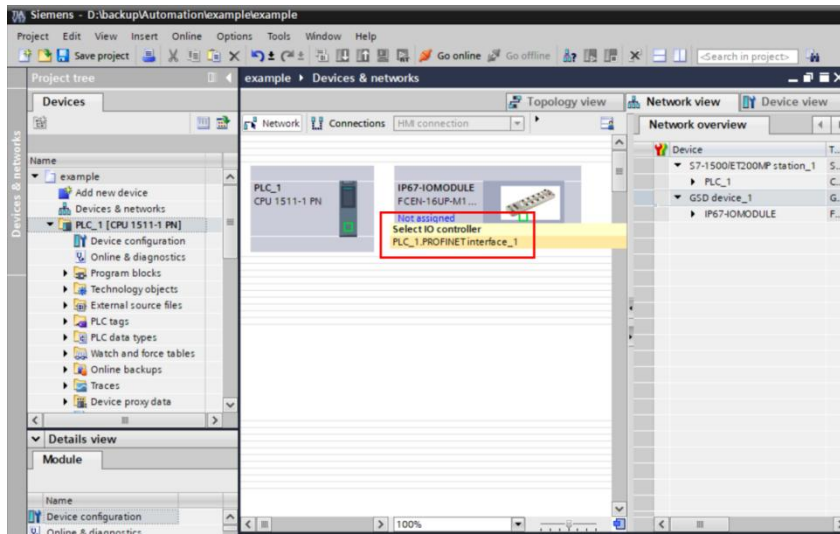 Siemens - D:\backup\Automation\example\example
Project Edit View Insert Online Options Tools Window Help
Save project Go online Go offline <Search in project>
Project tree
Devices
Name
example
Add new device
Devices & networks
PLC_1 [CPU 1511-1 PN]
Device configuration
Online & diagnostics
Program blocks
Technology objects
External source files
PLC tags
PLC data types
Watch and force tables
Online backups
Traces
Device proxy data
Details view
Module
Name
Device configuration
Online & diagnostics
Devices & networks
example Devices & networks
Topology view Network view Device view
Network Connections HMI connection
PLC_1
CPU 1511-1 PN
IP67-IOMODULE
FCEN-16UP-M1...
Not assigned
Select IO controller
PLC_1.PROFINET interface_1
100%
Network overview
Device T...
S7-1500/ET200MP station_1 S...
PLC_1 C...
GSD device_1 G...
IP67-IOMODULE F...